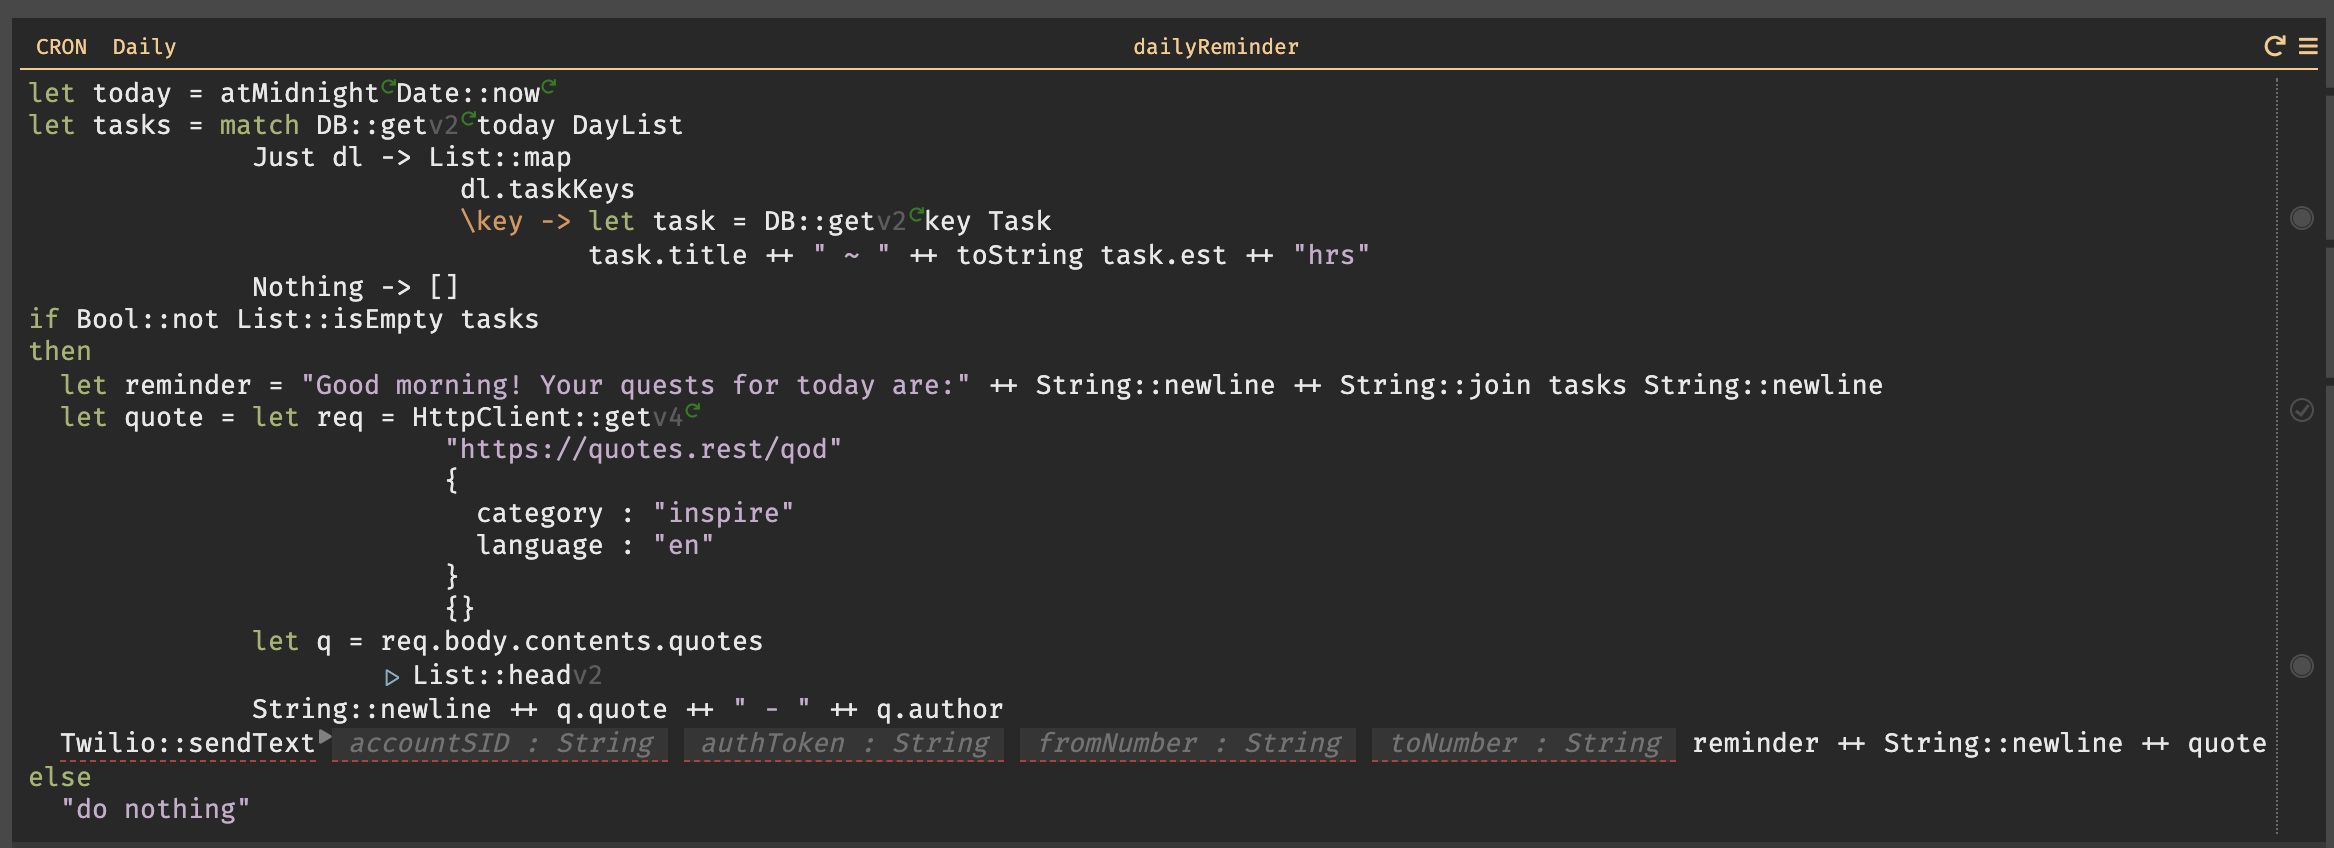 CRON Daily dailyReminder
let today = atMidnight Date::now
let tasks = match DB::getv2 today DayList
Just dl -> List::map
dl.taskKeys
\key -> let task = DB::getv2 key Task
task.title ++ " ~ " ++ toString task.est ++ "hrs"
Nothing -> []
if Bool::not List::isEmpty tasks
then
let reminder = "Good morning! Your quests for today are:" ++ String::newline ++ String::join tasks String::newline
let quote = let req = HttpClient::getv4
"https://quotes.rest/qod"
{
category : "inspire"
language : "en"
}
{}
let q = req.body.contents.quotes
▷ List::headv2
String::newline ++ q.quote ++ " - " ++ q.author
Twilio::sendText accountSID : String authToken : String fromNumber : String toNumber : String reminder ++ String::newline ++ quote
else
"do nothing"